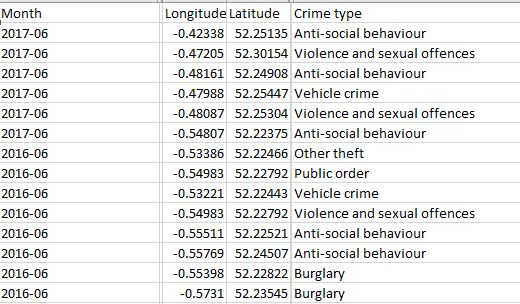 Month Longitude Latitude Crime type
2017-06 -0.42338 52.25135 Anti-social behaviour
2017-06 -0.47205 52.30154 Violence and sexual offences
2017-06 -0.48161 52.24908 Anti-social behaviour
2017-06 -0.47988 52.25447 Vehicle crime
2017-06 -0.48087 52.25304 Violence and sexual offences
2017-06 -0.54807 52.22375 Anti-social behaviour
2016-06 -0.53386 52.22466 Other theft
2016-06 -0.54983 52.22792 Public order
2016-06 -0.53221 52.22443 Vehicle crime
2016-06 -0.54983 52.22792 Violence and sexual offences
2016-06 -0.55511 52.22521 Anti-social behaviour
2016-06 -0.55769 52.24507 Anti-social behaviour
2016-06 -0.55398 52.22822 Burglary
2016-06 -0.5731 52.23545 Burglary